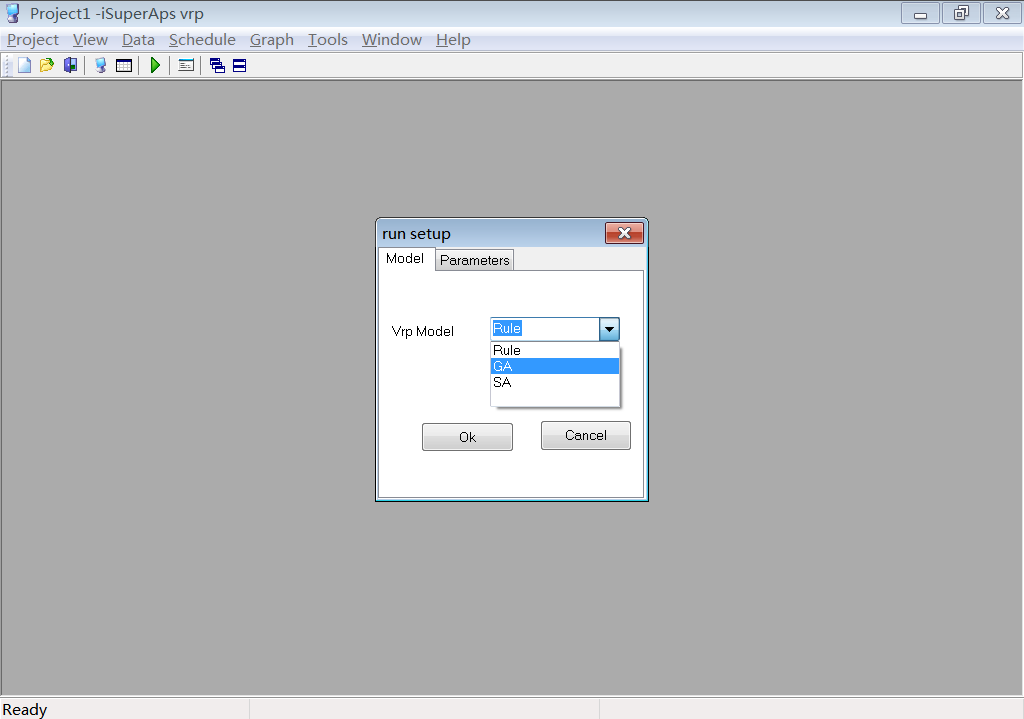 Project1 -iSuperAps vrp
Project View Data Schedule Graph Tools Window Help
run setup
Model Parameters
Vrp Model Rule
Rule
GA
SA
Ok Cancel
Ready